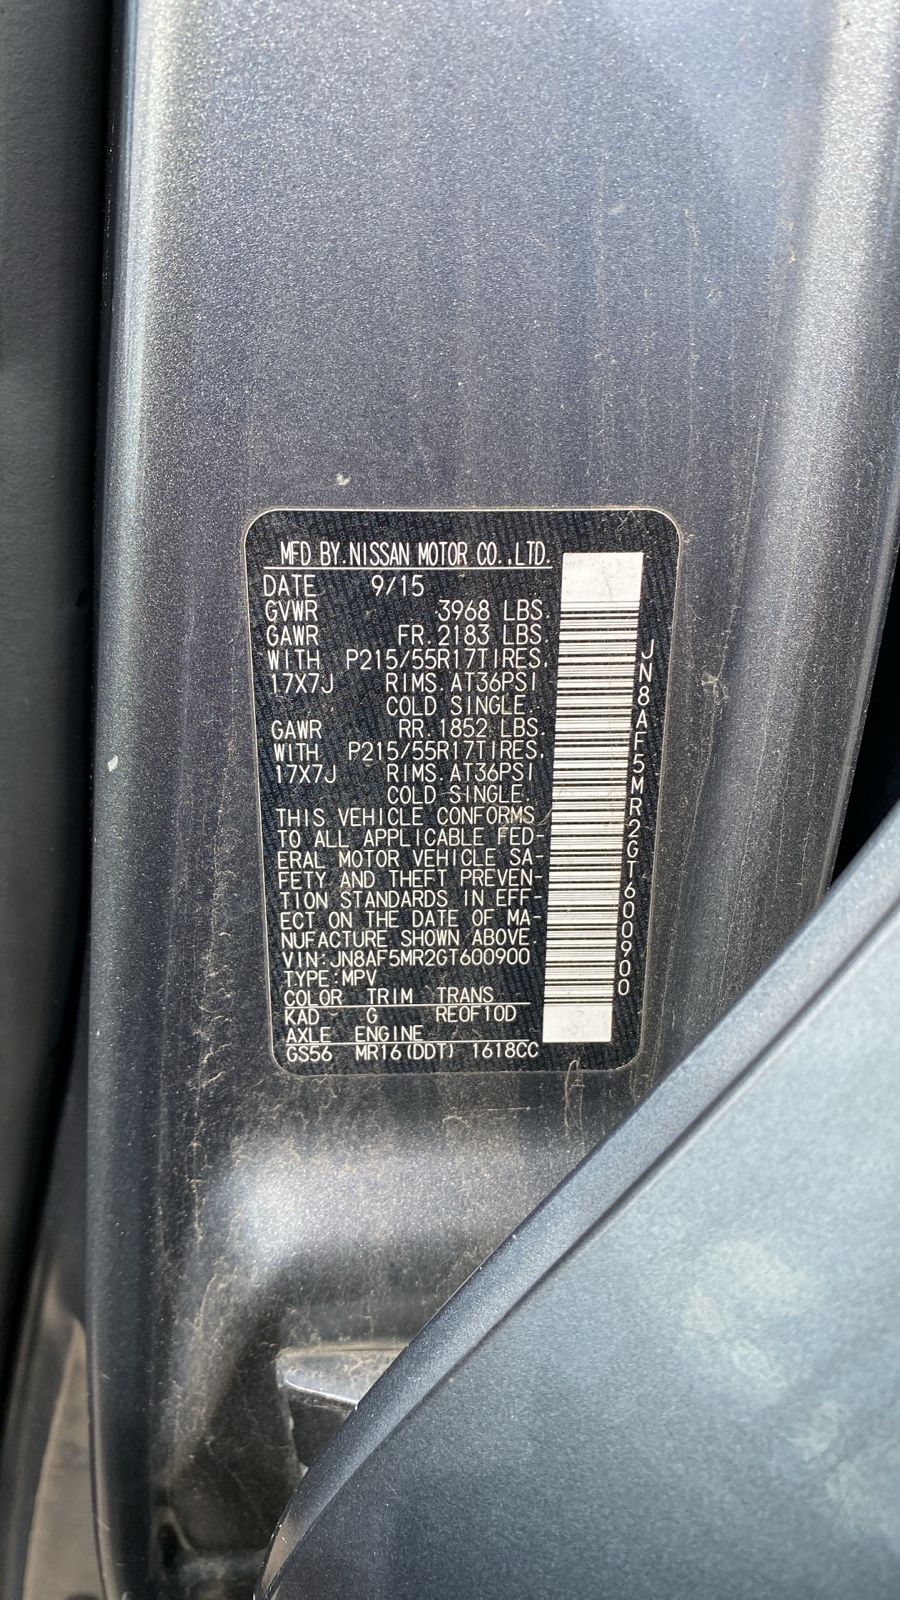 MFD BY.NISSAN MOTOR CO.,LTD.
DATE 9/15
GVWR 3968 LBS.
GAWR FR.2183 LBS.
WITH P215/55R17TIRES.
17X7J RIMS.AT36PSI
COLD SINGLE.
GAWR RR.1852 LBS.
WITH P215/55R17TIRES.
17X7J RIMS.AT36PSI
COLD SINGLE.
THIS VEHICLE CONFORMS
TO ALL APPLICABLE FED-
ERAL MOTOR VEHICLE SA-
FETY AND THEFT PREVEN-
TION STANDARDS IN EFF-
ECT ON THE DATE OF MA-
NUFACTURE SHOWN ABOVE.
VIN:JN8AF5MR2GT600900
TYPE:MPV
COLOR TRIM TRANS
KAD G RE0F10D
AXLE ENGINE
GS56 MR16(DDT) 1618CC
JN8AF5MR2GT600900